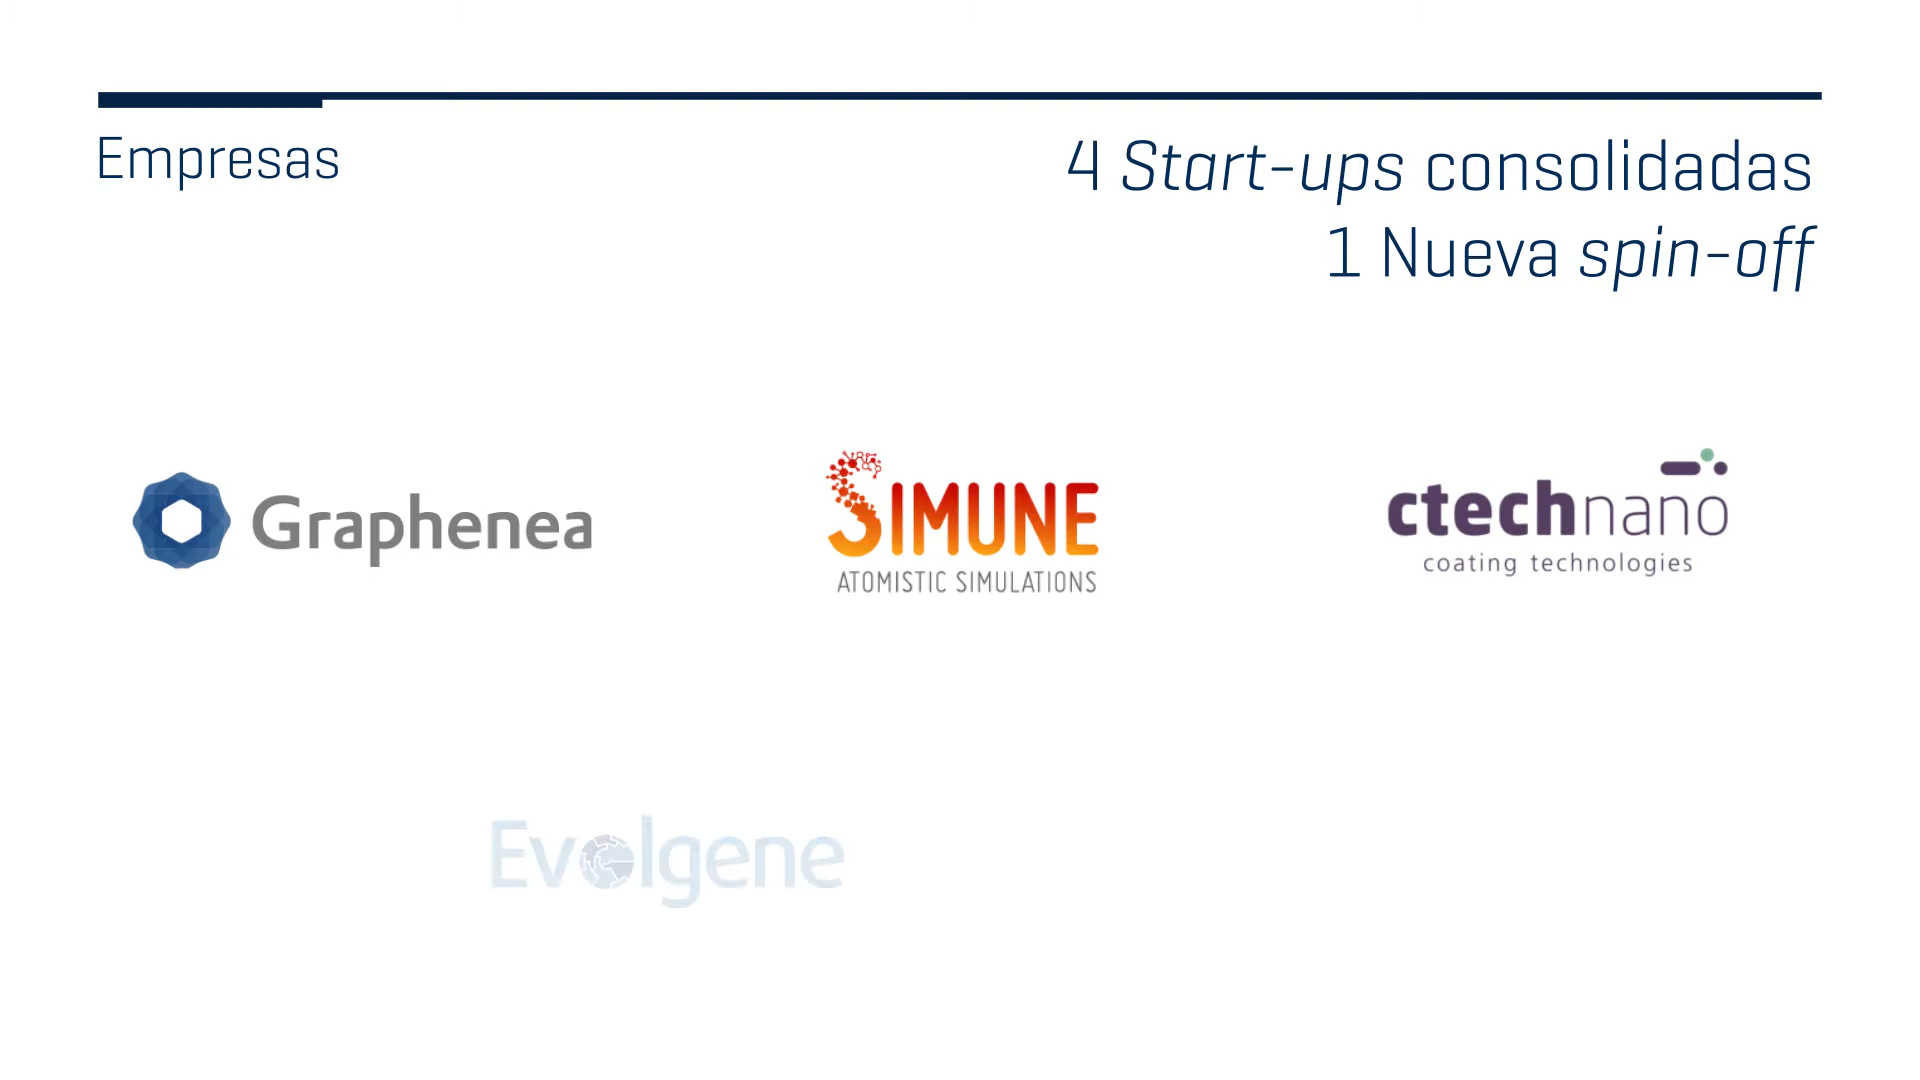 Empresas
4 Start-ups consolidadas
1 Nueva spin-off
Graphenea
SIMUNE
ATOMISTIC SIMULATIONS
ctechnano
coating technologies
Evolgene